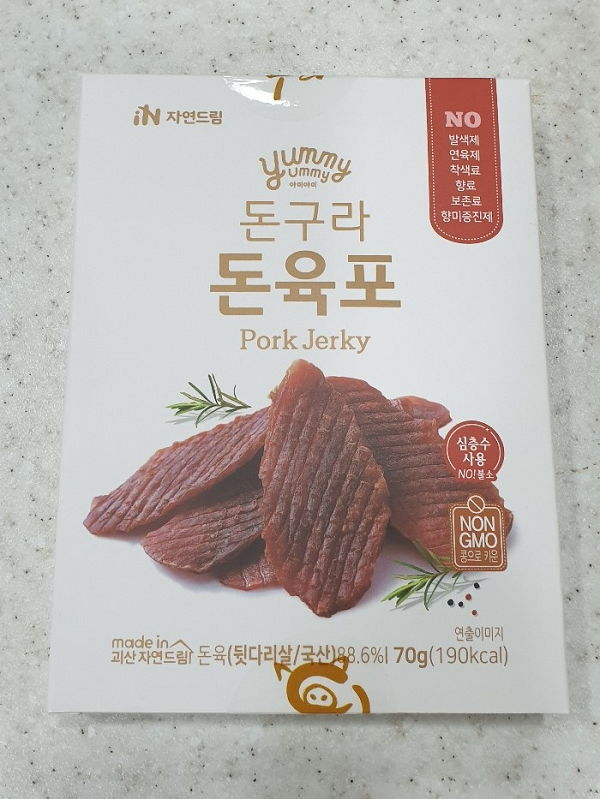 iN 자연드림
NO
발색제
연육제
착색료
향료
보존료
향미증진제
yummy
ummy
야미야미
돈구라
돈육포
Pork Jerky
심층수
사용
NO!불소
NON
GMO
콩으로 키운
연출이미지
made in
괴산 자연드림
돈육(뒷다리살/국산)88.6%| 70g(190kcal)